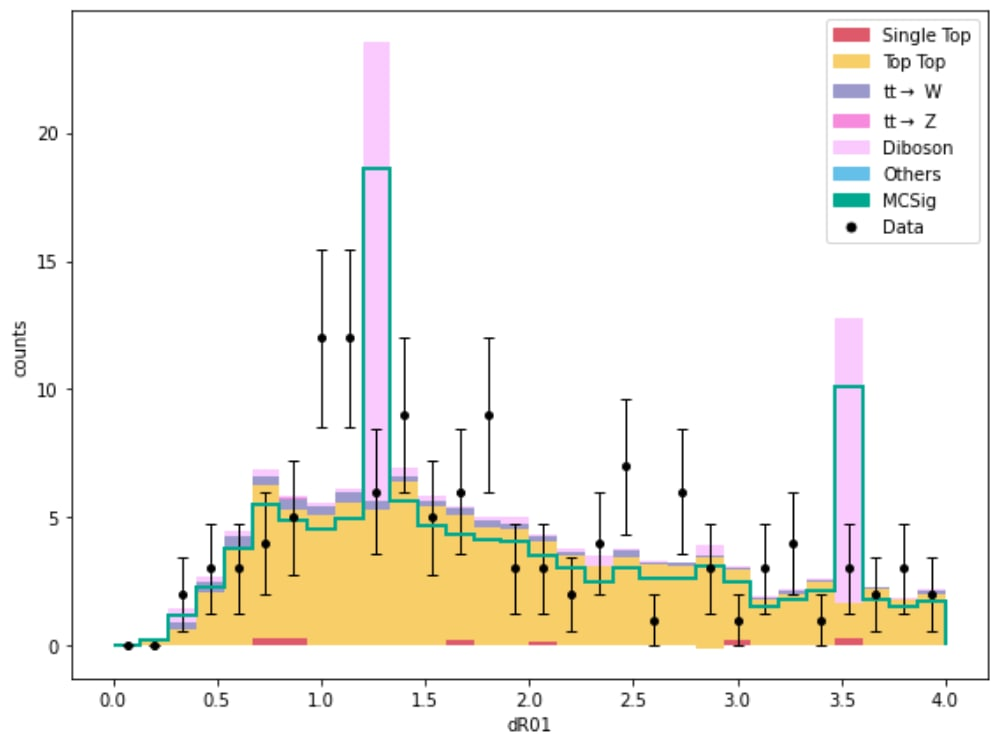 Single Top
Top Top
tt→ W
tt→ Z
Diboson
Others
MCSig
Data
counts
20
15
10
5
0
0.0 0.5 1.0 1.5 2.0 2.5 3.0 3.5 4.0
dR01